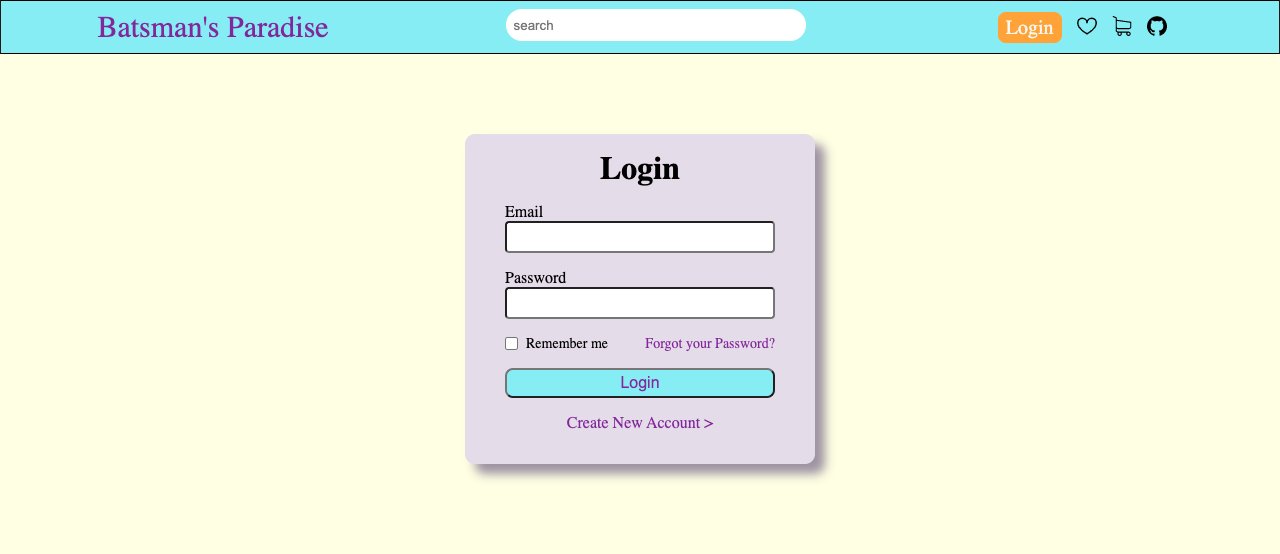 Batsman's Paradise search Login
Login
Email
Password
Remember me Forgot your Password?
Login
Create New Account >